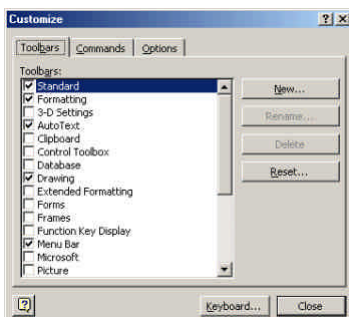 Customize
Toolbars Commands Options
Toolbars:
Standard
Formatting
3-D Settings
AutoText
Clipboard
Control Toolbox
Database
Drawing
Extended Formatting
Forms
Frames
Function Key Display
Menu Bar
Microsoft
Picture
New...
Rename...
Delete
Reset...
Keyboard... Close